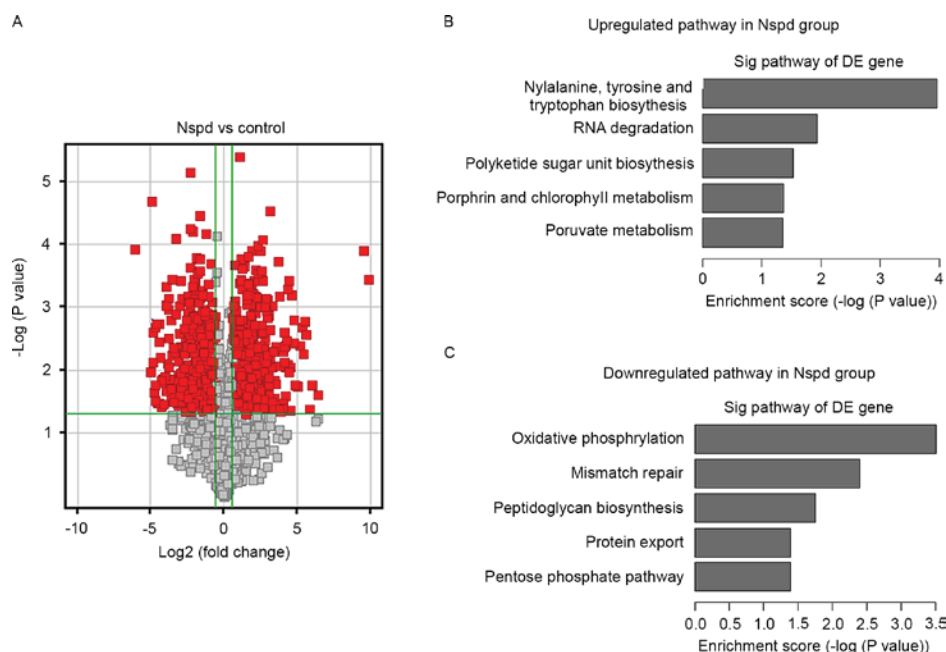 A
Nspd vs control
5
4
3
2
1
-Log (P value)
-10
-5
0
5
10
Log2 (fold change)
B
Upregulated pathway in Nspd group
Sig pathway of DE gene
Nylalanine, tyrosine and
tryptophan biosythesis
RNA degradation
Polyketide sugar unit biosythesis
Porphrin and chlorophyll metabolism
Poruvate metabolism
0
1
2
3
4
Enrichment score (-log (P value))
C
Downregulated pathway in Nspd group
Sig pathway of DE gene
Oxidative phosphrylation
Mismatch repair
Peptidoglycan biosynthesis
Protein export
Pentose phosphate pathway
0.0
0.5
1.0
1.5
2.0
2.5
3.0
3.5
Enrichment score (-log (P value))